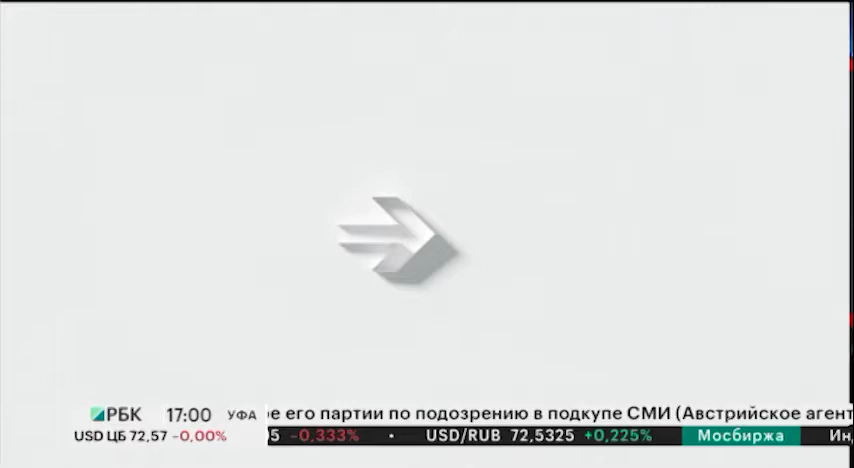 РБК 17:00 УФА его партии по подозрению в подкупе СМИ (Австрийское агент
USD ЦБ 72,57 -0,00% 5 -0,333% • USD/RUB 72,5325 +0,225% Мосбиржа